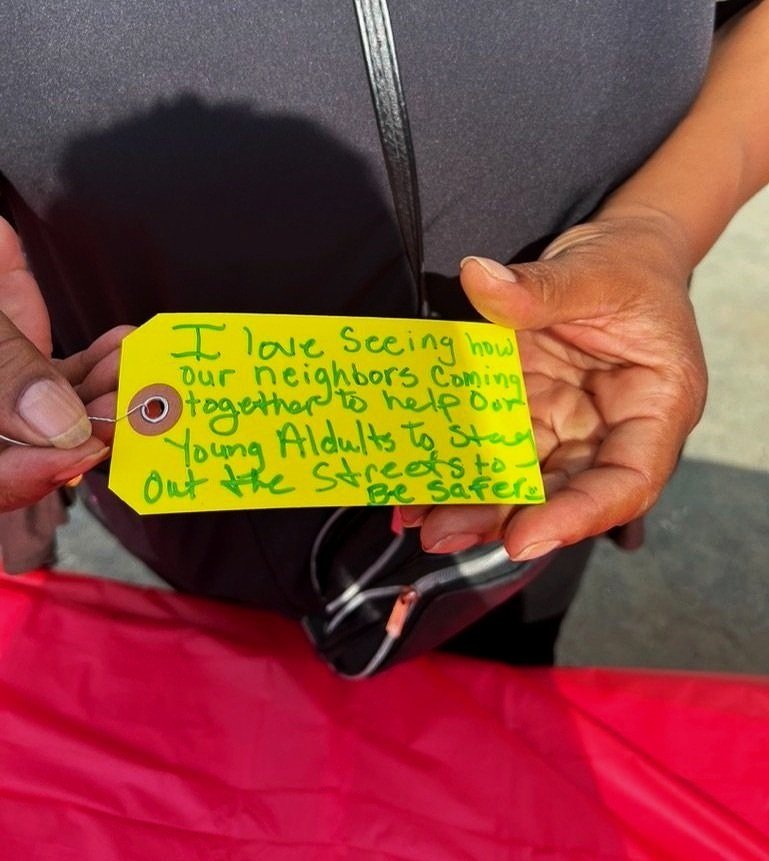 I love Seeing how
our neighbors Coming
together to help Our
Young Aldults to Stay
Out the Streets to
Be safer.